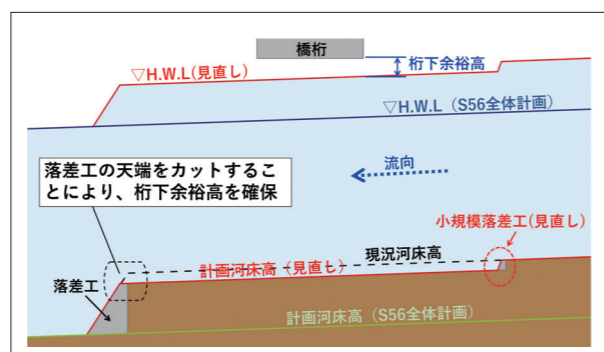 橋桁
桁下余裕高
▽H.W.L(見直し)
▽H.W.L（S56全体計画）
落差工の天端をカットするこ
とにより、桁下余裕高を確保
流向
小規模落差工(見直し)
現況河床高
計画河床高（見直し）
落差工
計画河床高（S56全体計画）